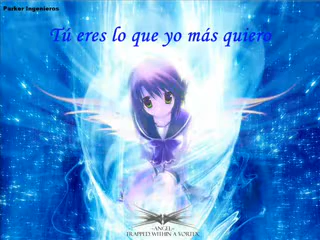 Parker Ingenieros
Tú eres lo que yo más quiero
-ANGEL-
TRAPPED WITHIN A VORTEX